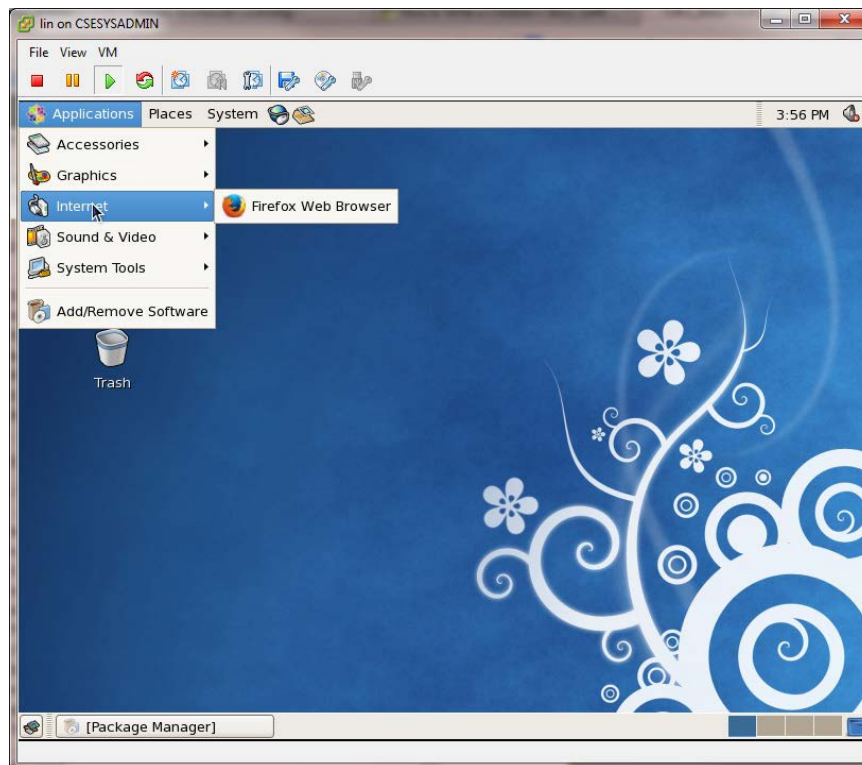 lin on CSESYSADMIN
File View VM
Applications Places System 3:56 PM
Accessories
Graphics
Internet Firefox Web Browser
Sound & Video
System Tools
Add/Remove Software
Trash
[Package Manager]